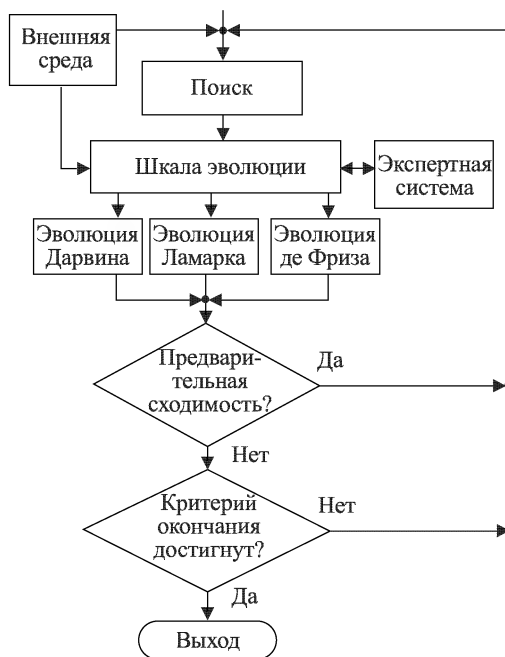 Внешняя
среда
Поиск
Шкала эволюции
Экспертная
система
Эволюция
Дарвина
Эволюция
Ламарка
Эволюция
де Фриза
Предвари-
тельная
сходимость?
Да
Нет
Критерий
окончания
достигнут?
Нет
Да
Выход